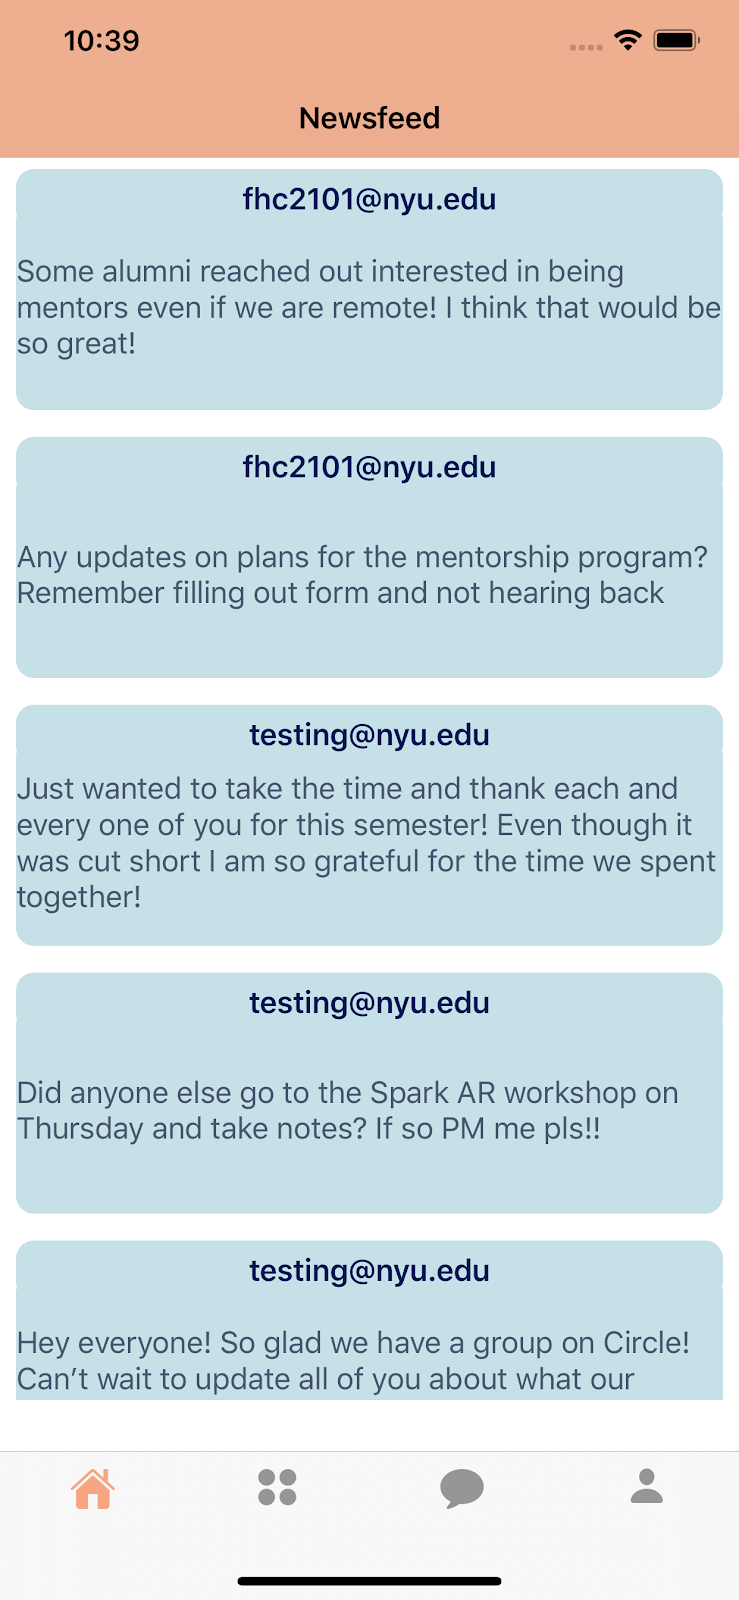 10:39
Newsfeed
fhc2101@nyu.edu
Some alumni reached out interested in being
mentors even if we are remote! I think that would be
so great!
fhc2101@nyu.edu
Any updates on plans for the mentorship program?
Remember filling out form and not hearing back
testing@nyu.edu
Just wanted to take the time and thank each and
every one of you for this semester! Even though it
was cut short I am so grateful for the time we spent
together!
testing@nyu.edu
Did anyone else go to the Spark AR workshop on
Thursday and take notes? If so PM me pls!!
testing@nyu.edu
Hey everyone! So glad we have a group on Circle!
Can’t wait to update all of you about what our